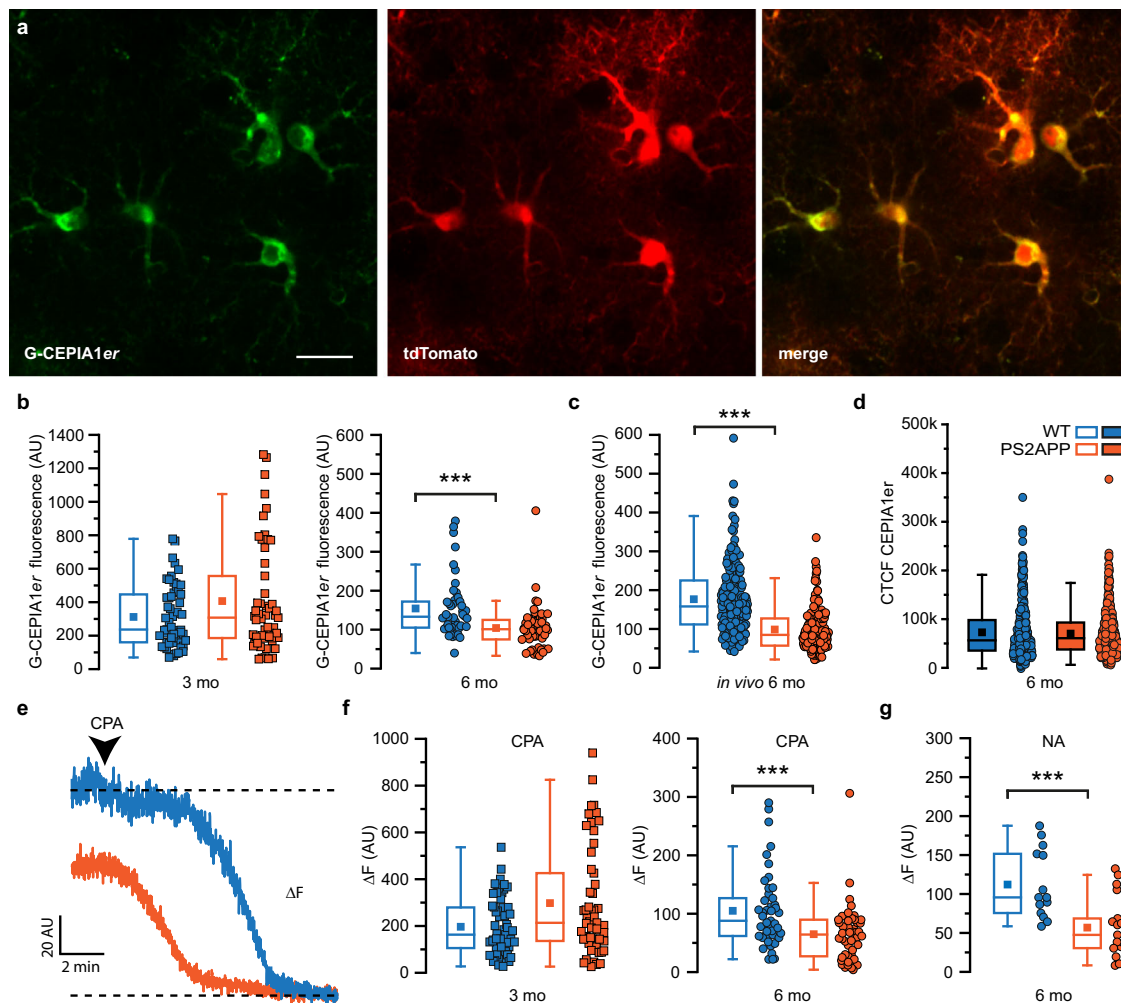 a
G-CEPIA1er
tdTomato
merge
b
G-CEPIA1er fluorescence (AU)
1400
1200
1000
800
600
400
200
0
3 mo
G-CEPIA1er fluorescence (AU)
600
500
400
300
200
100
0
***
6 mo
c
G-CEPIA1er fluorescence (AU)
600
500
400
300
200
100
0
***
in vivo 6 mo
d
CTCF CEPIA1er
500k
400k
300k
200k
100k
0
WT
PS2APP
6 mo
e
CPA
ΔF
20 AU
2 min
f
CPA
ΔF (AU)
1000
800
600
400
200
0
3 mo
CPA
ΔF (AU)
400
300
200
100
0
***
6 mo
g
NA
ΔF (AU)
300
250
200
150
100
50
0
***
6 mo